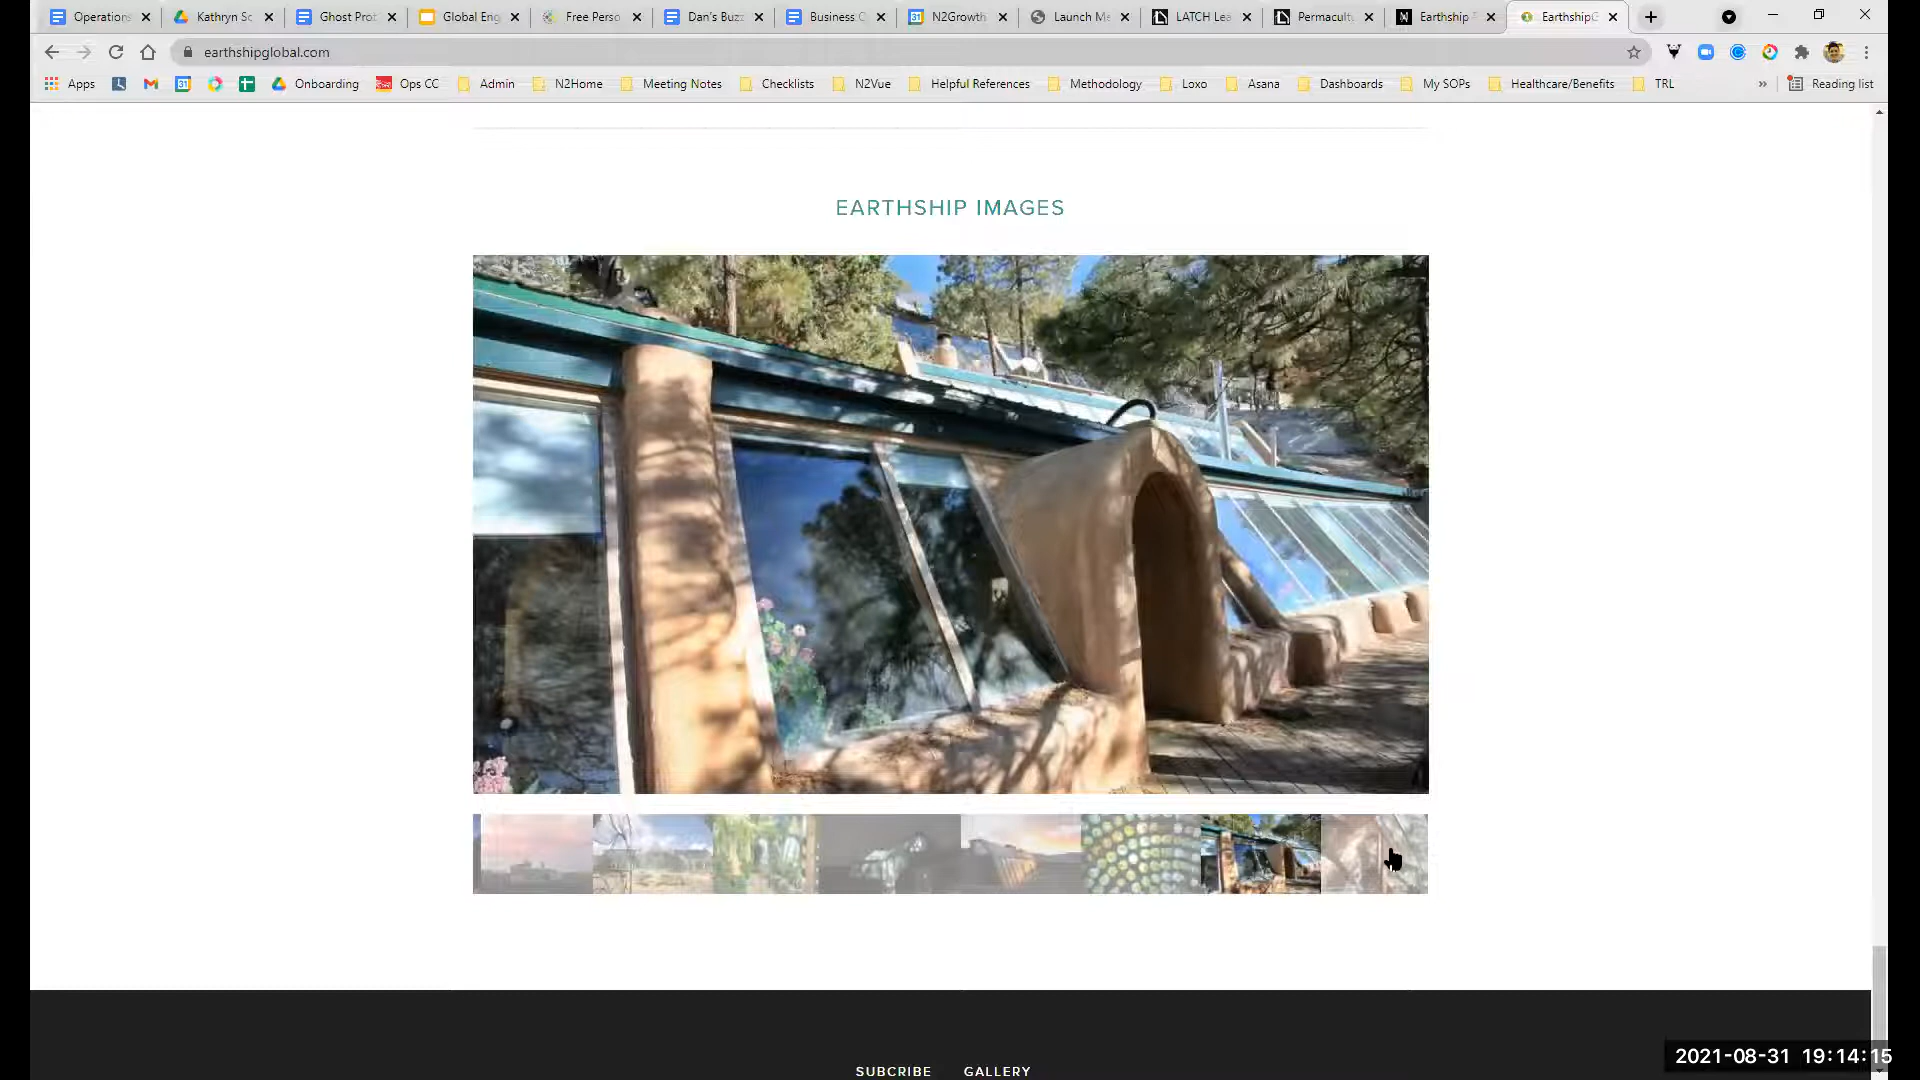 Operations Kathryn Sc Ghost Prot Global Eng Free Perso Dan's Buzz Business C N2Growth Launch Me LATCH Lea Permacult Earthship EarthshipG
earthshipglobal.com
Apps Onboarding Ops CC Admin N2Home Meeting Notes Checklists N2Vue Helpful References Methodology Loxo Asana Dashboards My SOPs Healthcare/Benefits TRL » Reading list
EARTHSHIP IMAGES
SUBCRIBE GALLERY
2021-08-31 19:14:15